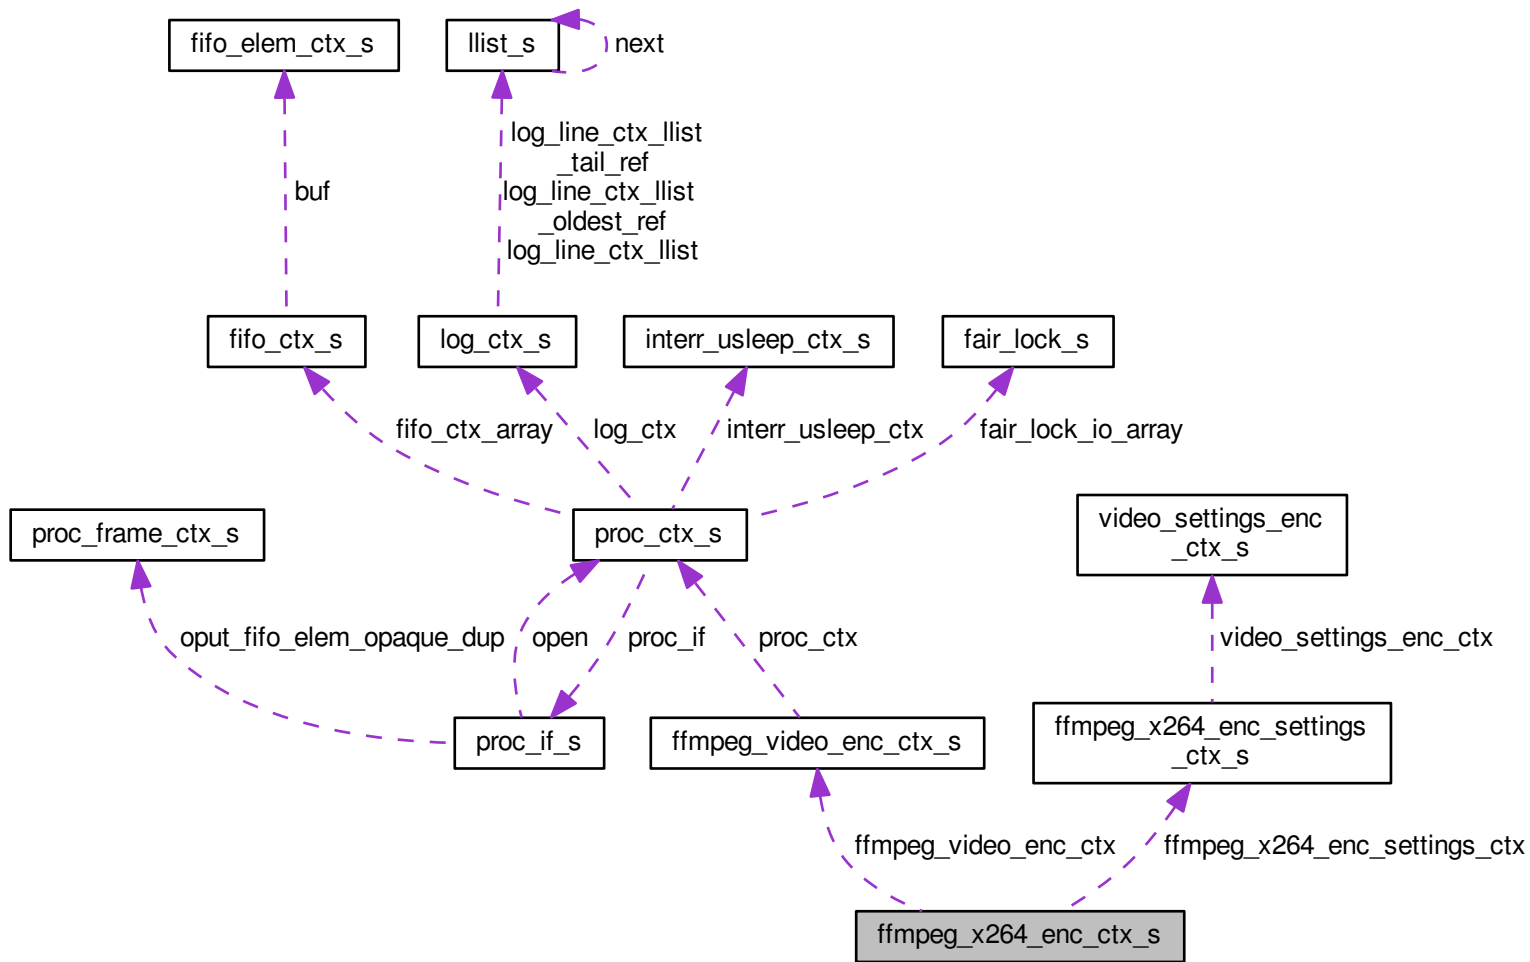 fifo_elem_ctx_s
llist_s
next
log_line_ctx_llist
_tail_ref
log_line_ctx_llist
_oldest_ref
log_line_ctx_llist
buf
fifo_ctx_s
log_ctx_s
interr_usleep_ctx_s
fair_lock_s
fifo_ctx_array
log_ctx
interr_usleep_ctx
fair_lock_io_array
proc_frame_ctx_s
proc_ctx_s
video_settings_enc
_ctx_s
oput_fifo_elem_opaque_dup
open
proc_if
proc_ctx
video_settings_enc_ctx
proc_if_s
ffmpeg_video_enc_ctx_s
ffmpeg_x264_enc_settings
_ctx_s
ffmpeg_video_enc_ctx
ffmpeg_x264_enc_settings_ctx
ffmpeg_x264_enc_ctx_s